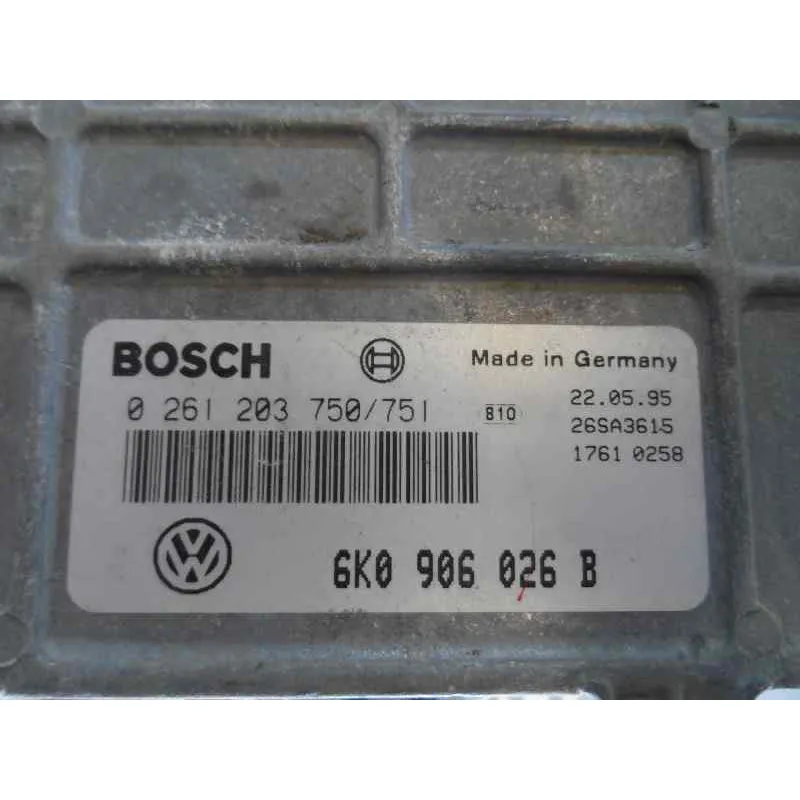 BOSCH
Made in Germany
0 261 203 750/751
810
22.05.95
26SA3615
1761 0258
VW
6K0 906 026 B